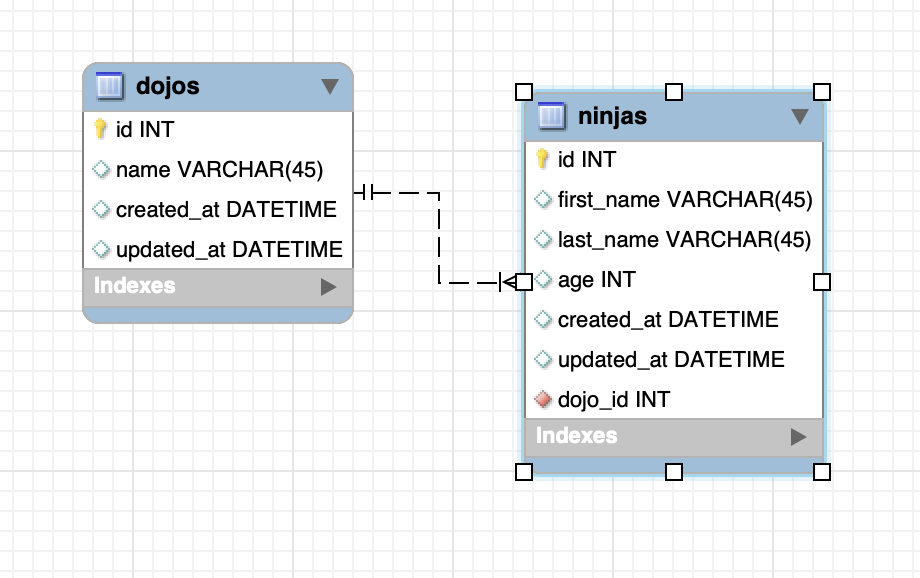 dojos
id INT
name VARCHAR(45)
created_at DATETIME
updated_at DATETIME
Indexes
ninjas
id INT
first_name VARCHAR(45)
last_name VARCHAR(45)
age INT
created_at DATETIME
updated_at DATETIME
dojo_id INT
Indexes